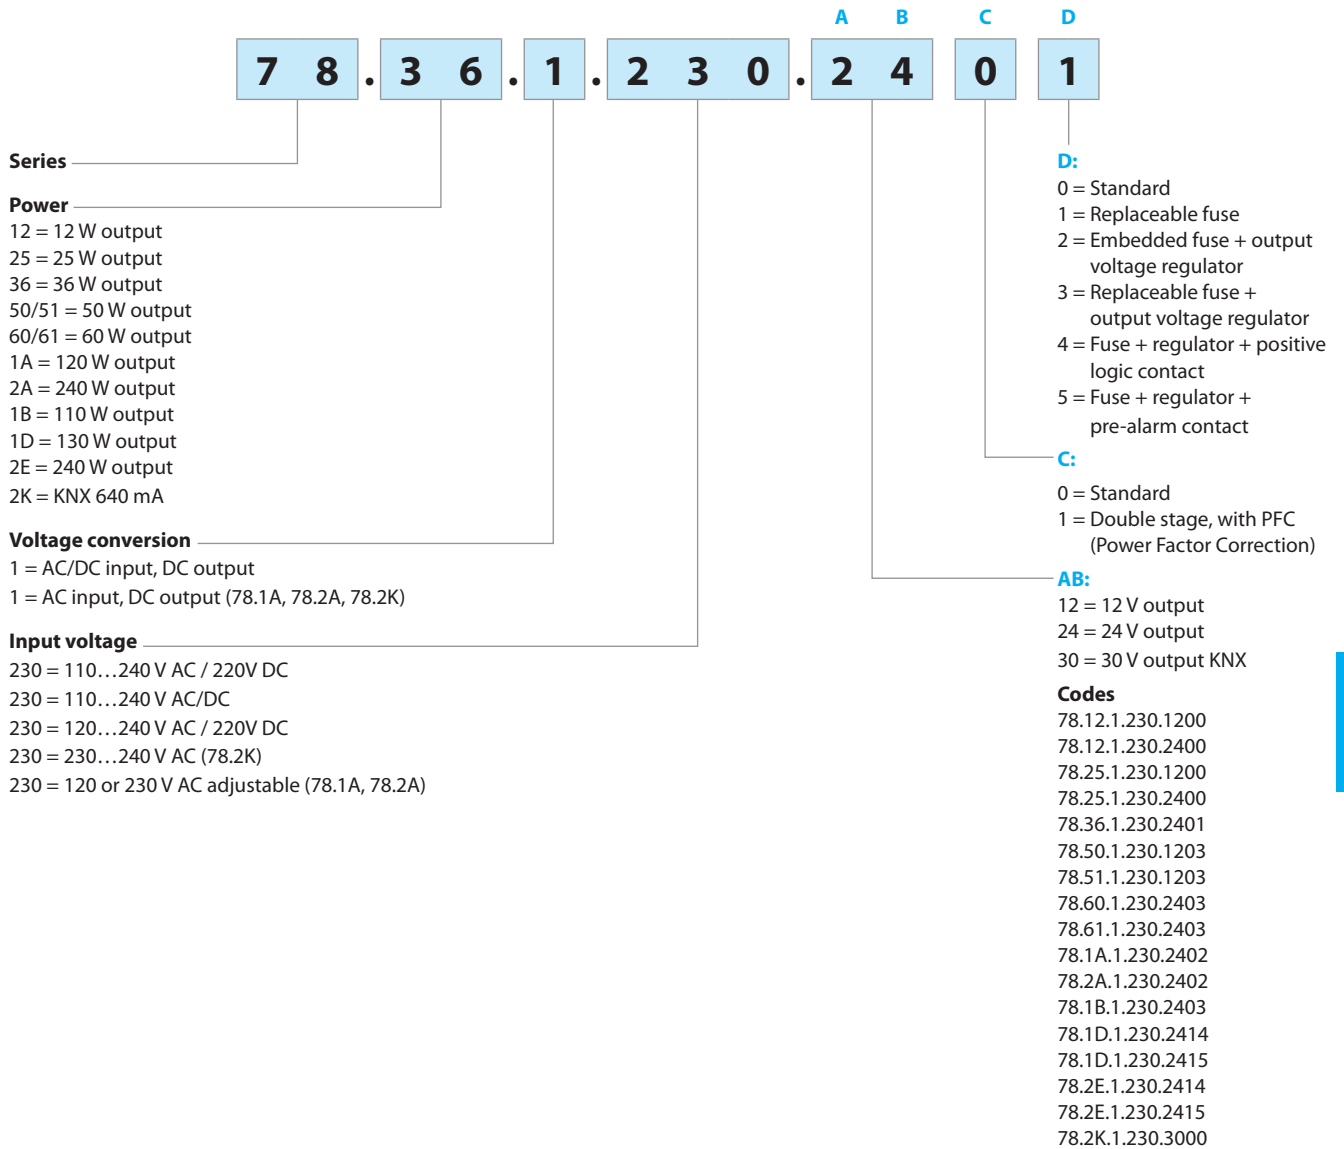 A B C D
7 8 . 3 6 . 1 . 2 3 0 . 2 4 0 1
Series
Power
12 = 12 W output
25 = 25 W output
36 = 36 W output
50/51 = 50 W output
60/61 = 60 W output
1A = 120 W output
2A = 240 W output
1B = 110 W output
1D = 130 W output
2E = 240 W output
2K = KNX 640 mA
Voltage conversion
1 = AC/DC input, DC output
1 = AC input, DC output (78.1A, 78.2A, 78.2K)
Input voltage
230 = 110…240 V AC / 220V DC
230 = 110…240 V AC/DC
230 = 120…240 V AC / 220V DC
230 = 230…240 V AC (78.2K)
230 = 120 or 230 V AC adjustable (78.1A, 78.2A)
D:
0 = Standard
1 = Replaceable fuse
2 = Embedded fuse + output
voltage regulator
3 = Replaceable fuse +
output voltage regulator
4 = Fuse + regulator + positive
logic contact
5 = Fuse + regulator +
pre-alarm contact
C:
0 = Standard
1 = Double stage, with PFC
(Power Factor Correction)
AB:
12 = 12 V output
24 = 24 V output
30 = 30 V output KNX
Codes
78.12.1.230.1200
78.12.1.230.2400
78.25.1.230.1200
78.25.1.230.2400
78.36.1.230.2401
78.50.1.230.1203
78.51.1.230.1203
78.60.1.230.2403
78.61.1.230.2403
78.1A.1.230.2402
78.2A.1.230.2402
78.1B.1.230.2403
78.1D.1.230.2414
78.1D.1.230.2415
78.2E.1.230.2414
78.2E.1.230.2415
78.2K.1.230.3000